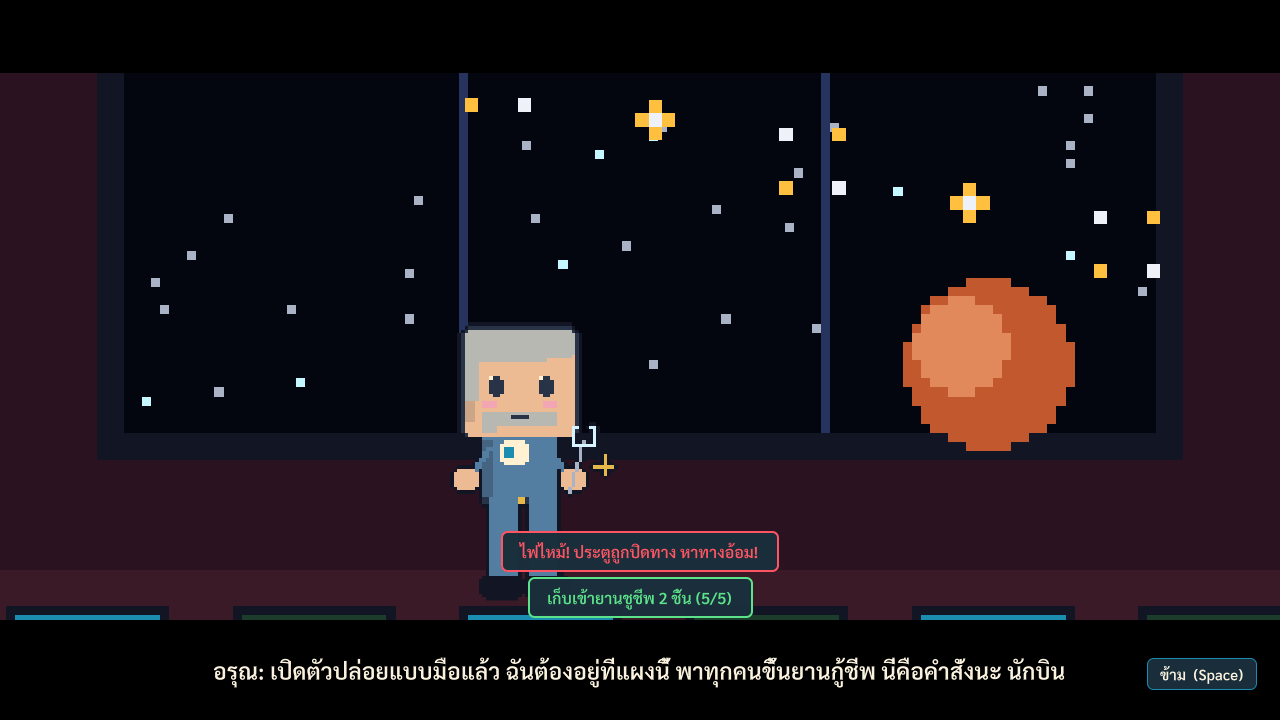 ไฟไหม้! ประตูถูกปิดทาง หาทางอ้อม!
เก็บเข้ายานชูชีพ 2 ชิ้น (5/5)
อรุณ: เปิดตัวปล่อยแบบมือแล้ว ฉันต้องอยู่ที่แผงนี้ พาทุกคนขึ้นยานกู้ชีพ นี่คือคำสั่งนะ นักบิน
ข้าม (Space)